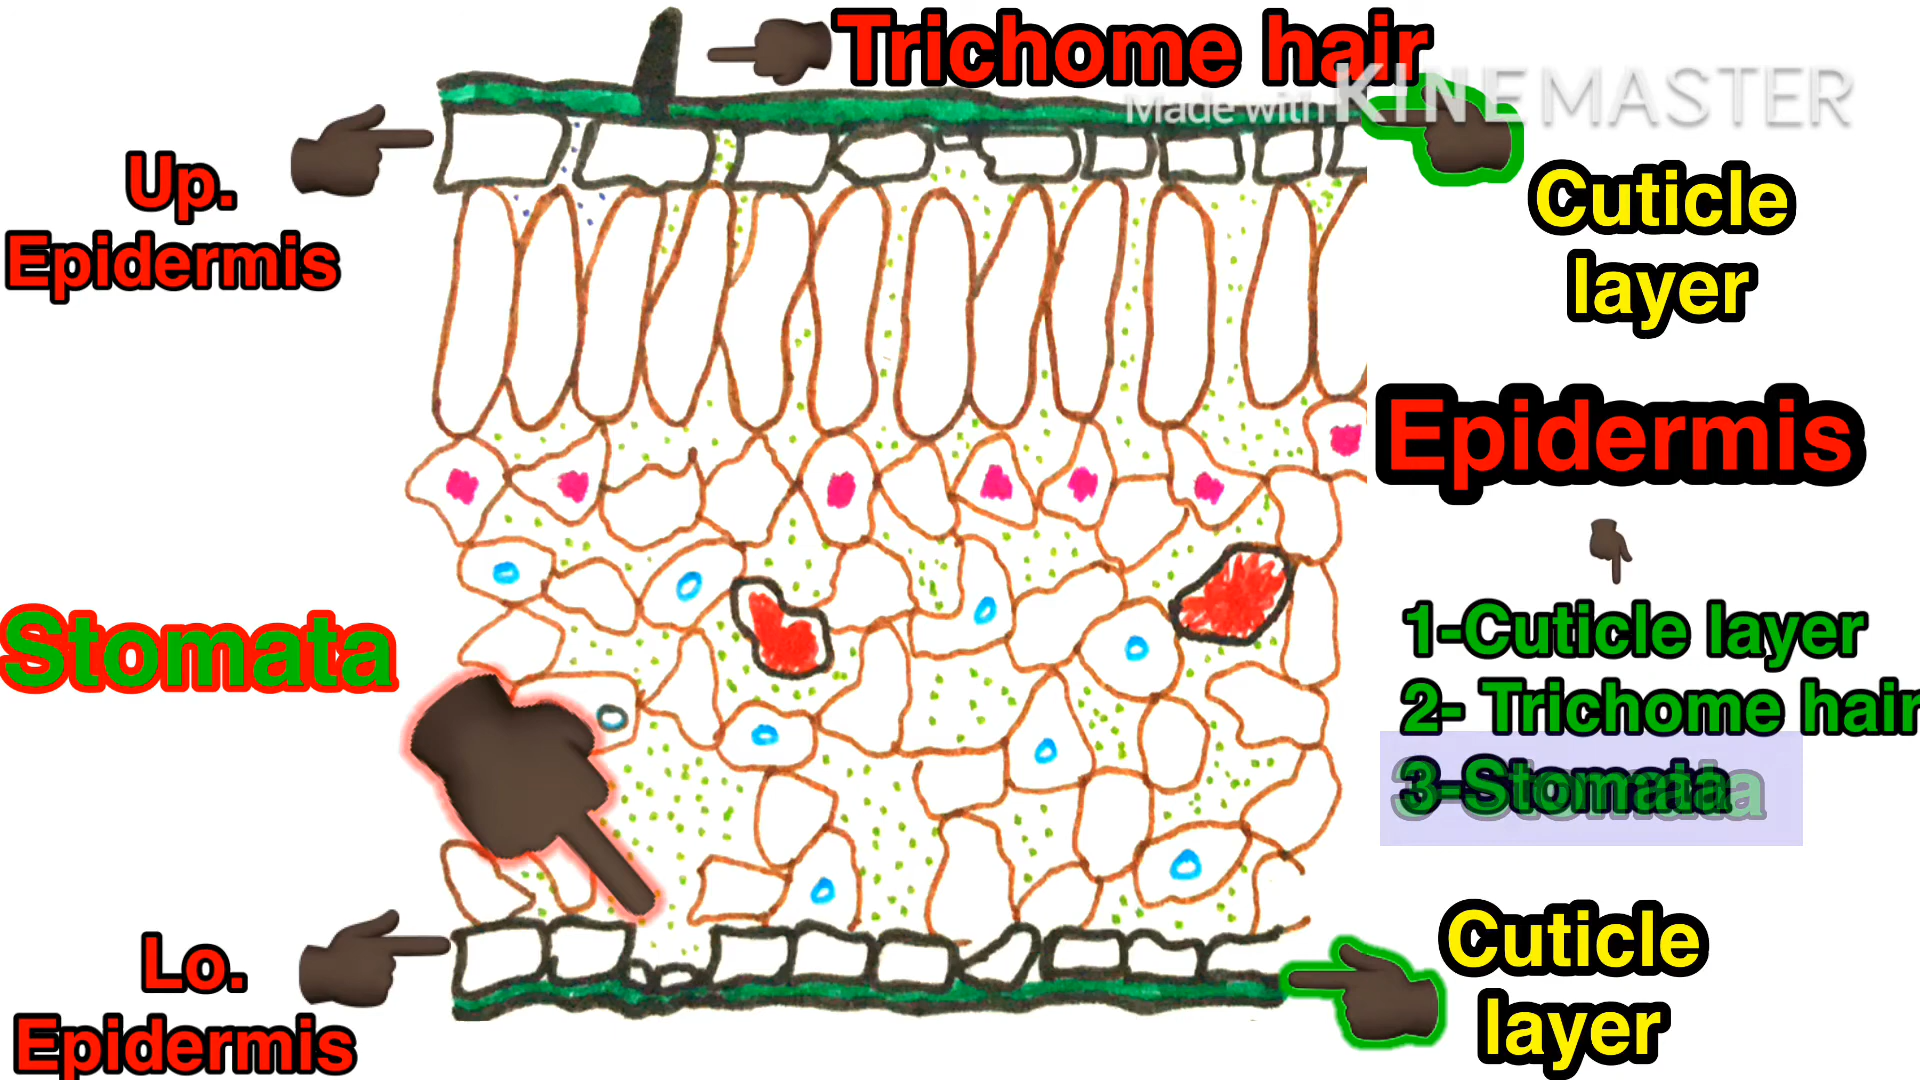 Trichome hair
Made with KINEMASTER
Up.
Epidermis
Cuticle
layer
Epidermis
1-Cuticle layer
2- Trichome hair
3-Stomata
Stomata
Lo.
Epidermis
Cuticle
layer